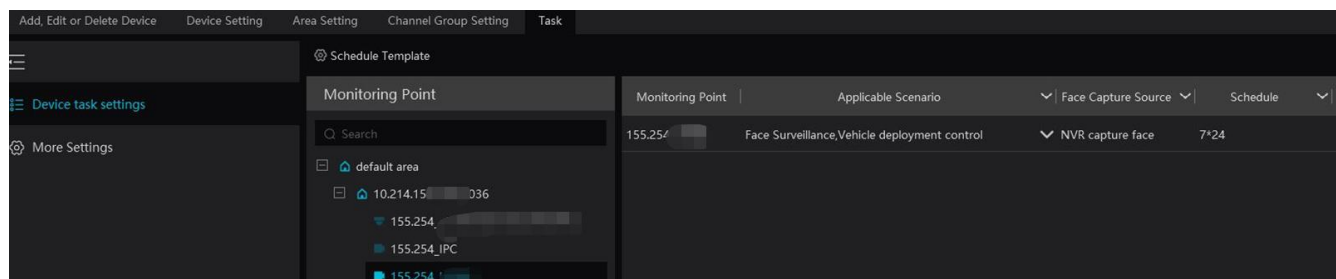 Add, Edit or Delete Device Device Setting Area Setting Channel Group Setting Task
Schedule Template
Device task settings
More Settings
Monitoring Point
Search
default area
10.214.15 036
155.254_
155.254_IPC
155.254
Monitoring Point Applicable Scenario Face Capture Source Schedule
155.254 Face Surveillance,Vehicle deployment control NVR capture face 7*24